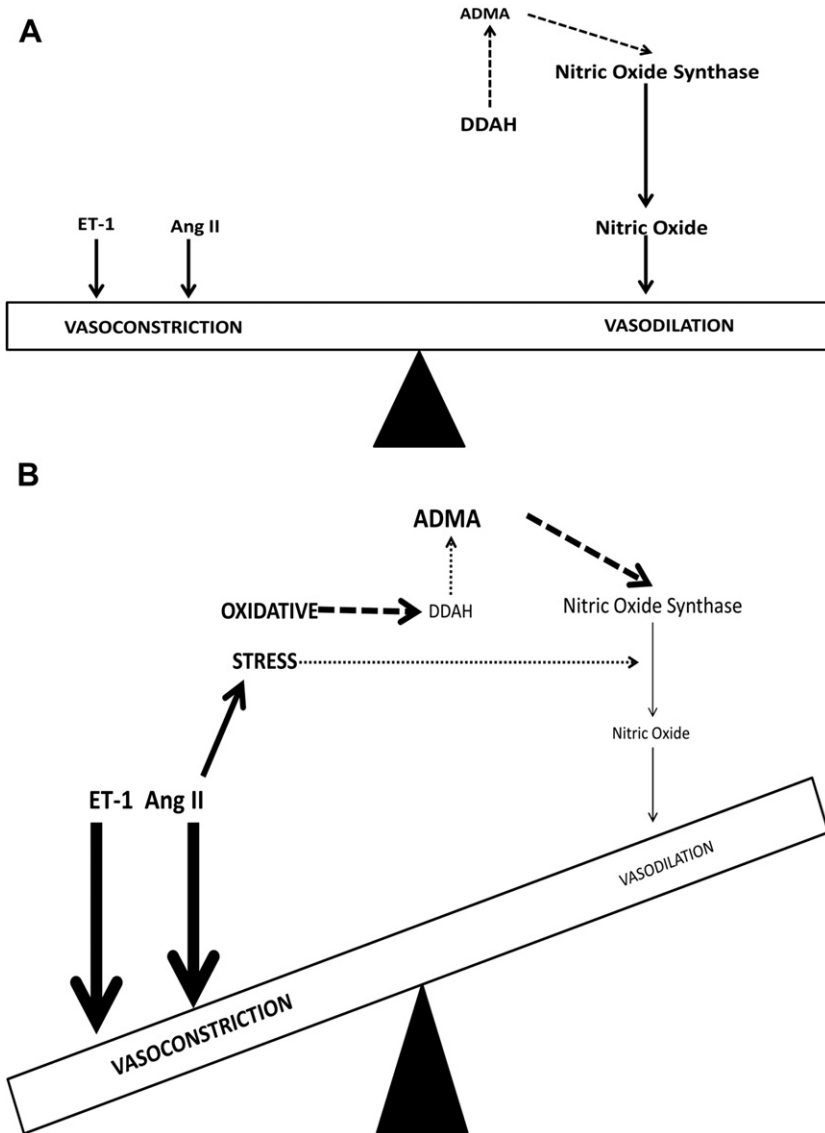 A
ADMA
Nitric Oxide Synthase
DDAH
ET-1 Ang II
Nitric Oxide
VASOCONSTRICTION VASODILATION
B
ADMA
OXIDATIVE DDAH Nitric Oxide Synthase
STRESS
Nitric Oxide
ET-1 Ang II
VASODILATION
VASOCONSTRICTION